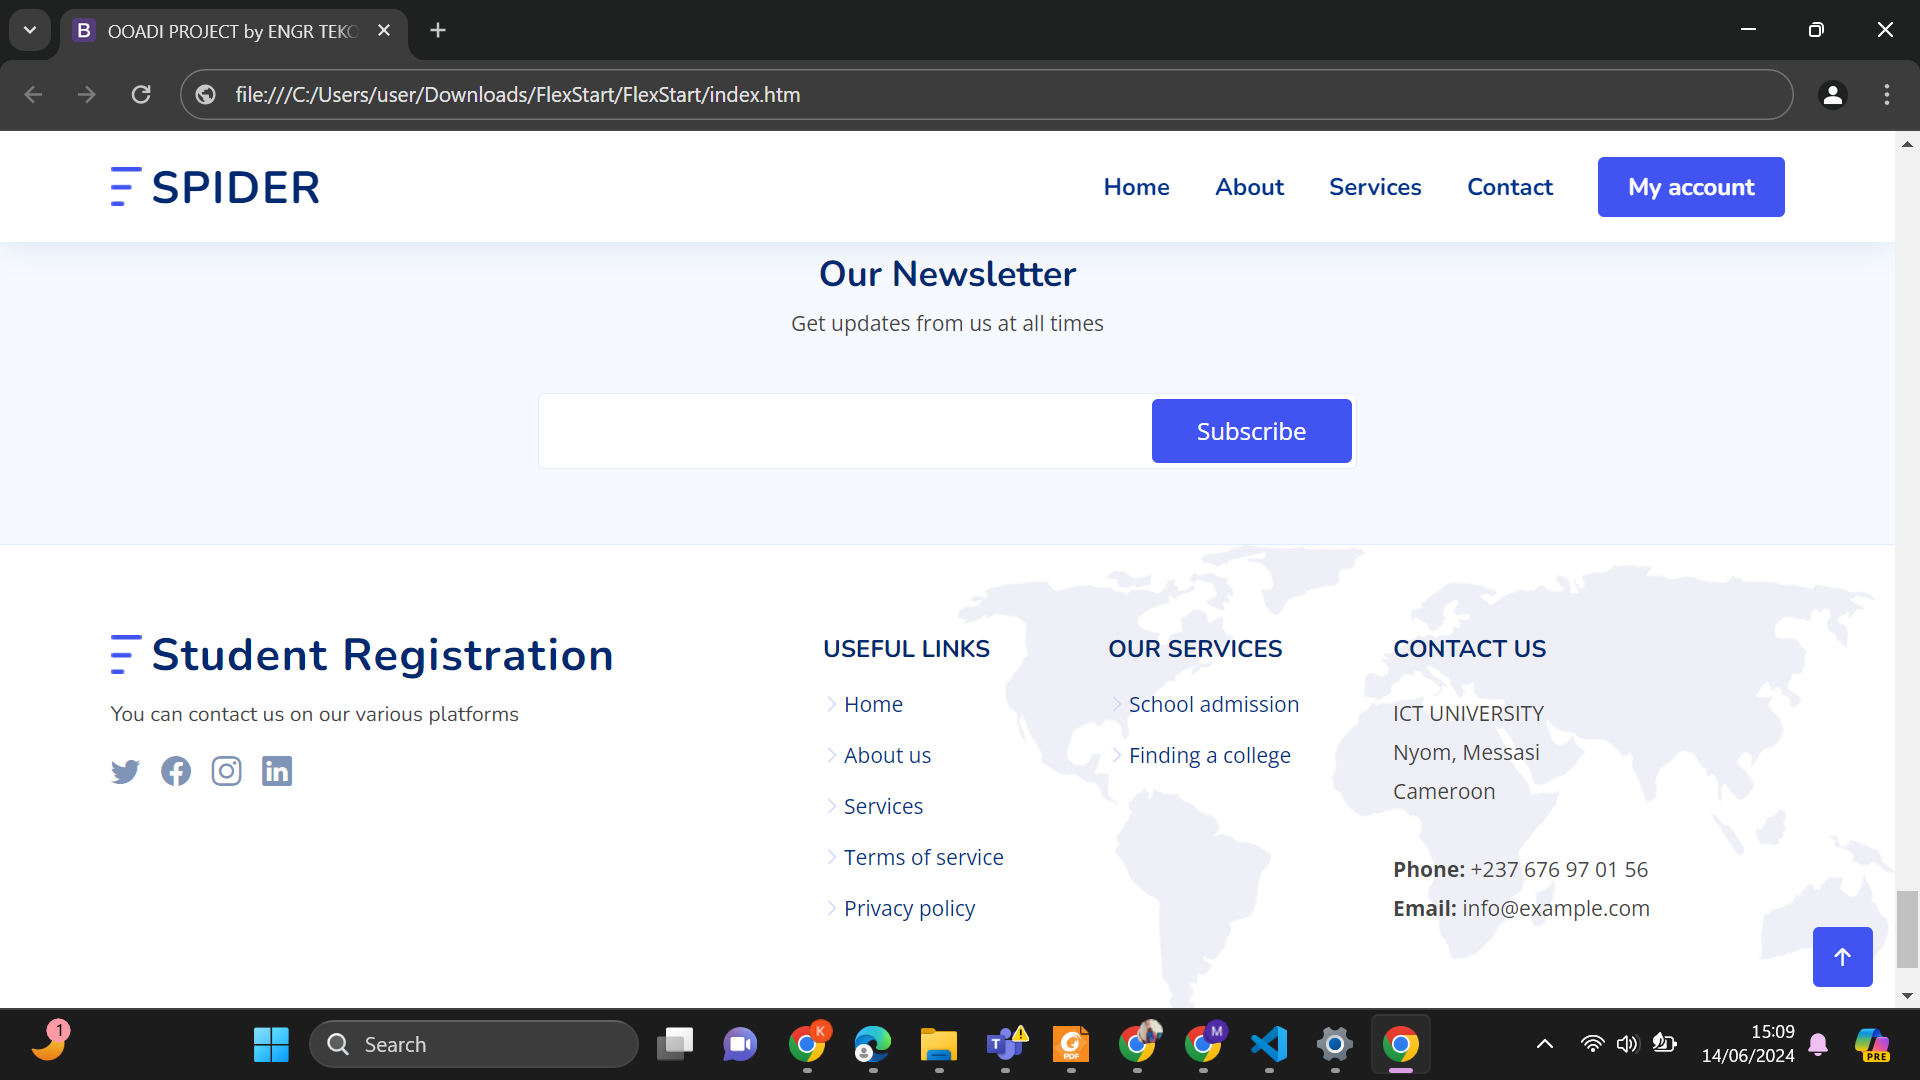 OOADI PROJECT by ENGR TEKO
file:///C:/Users/user/Downloads/FlexStart/FlexStart/index.htm
SPIDER
Home About Services Contact My account
Our Newsletter
Get updates from us at all times
Subscribe
Student Registration
You can contact us on our various platforms
USEFUL LINKS
Home
About us
Services
Terms of service
Privacy policy
OUR SERVICES
School admission
Finding a college
CONTACT US
ICT UNIVERSITY
Nyom, Messasi
Cameroon
Phone: +237 676 97 01 56
Email: info@example.com
1
Search
K
T
PDF
M
15:09
14/06/2024
PRE